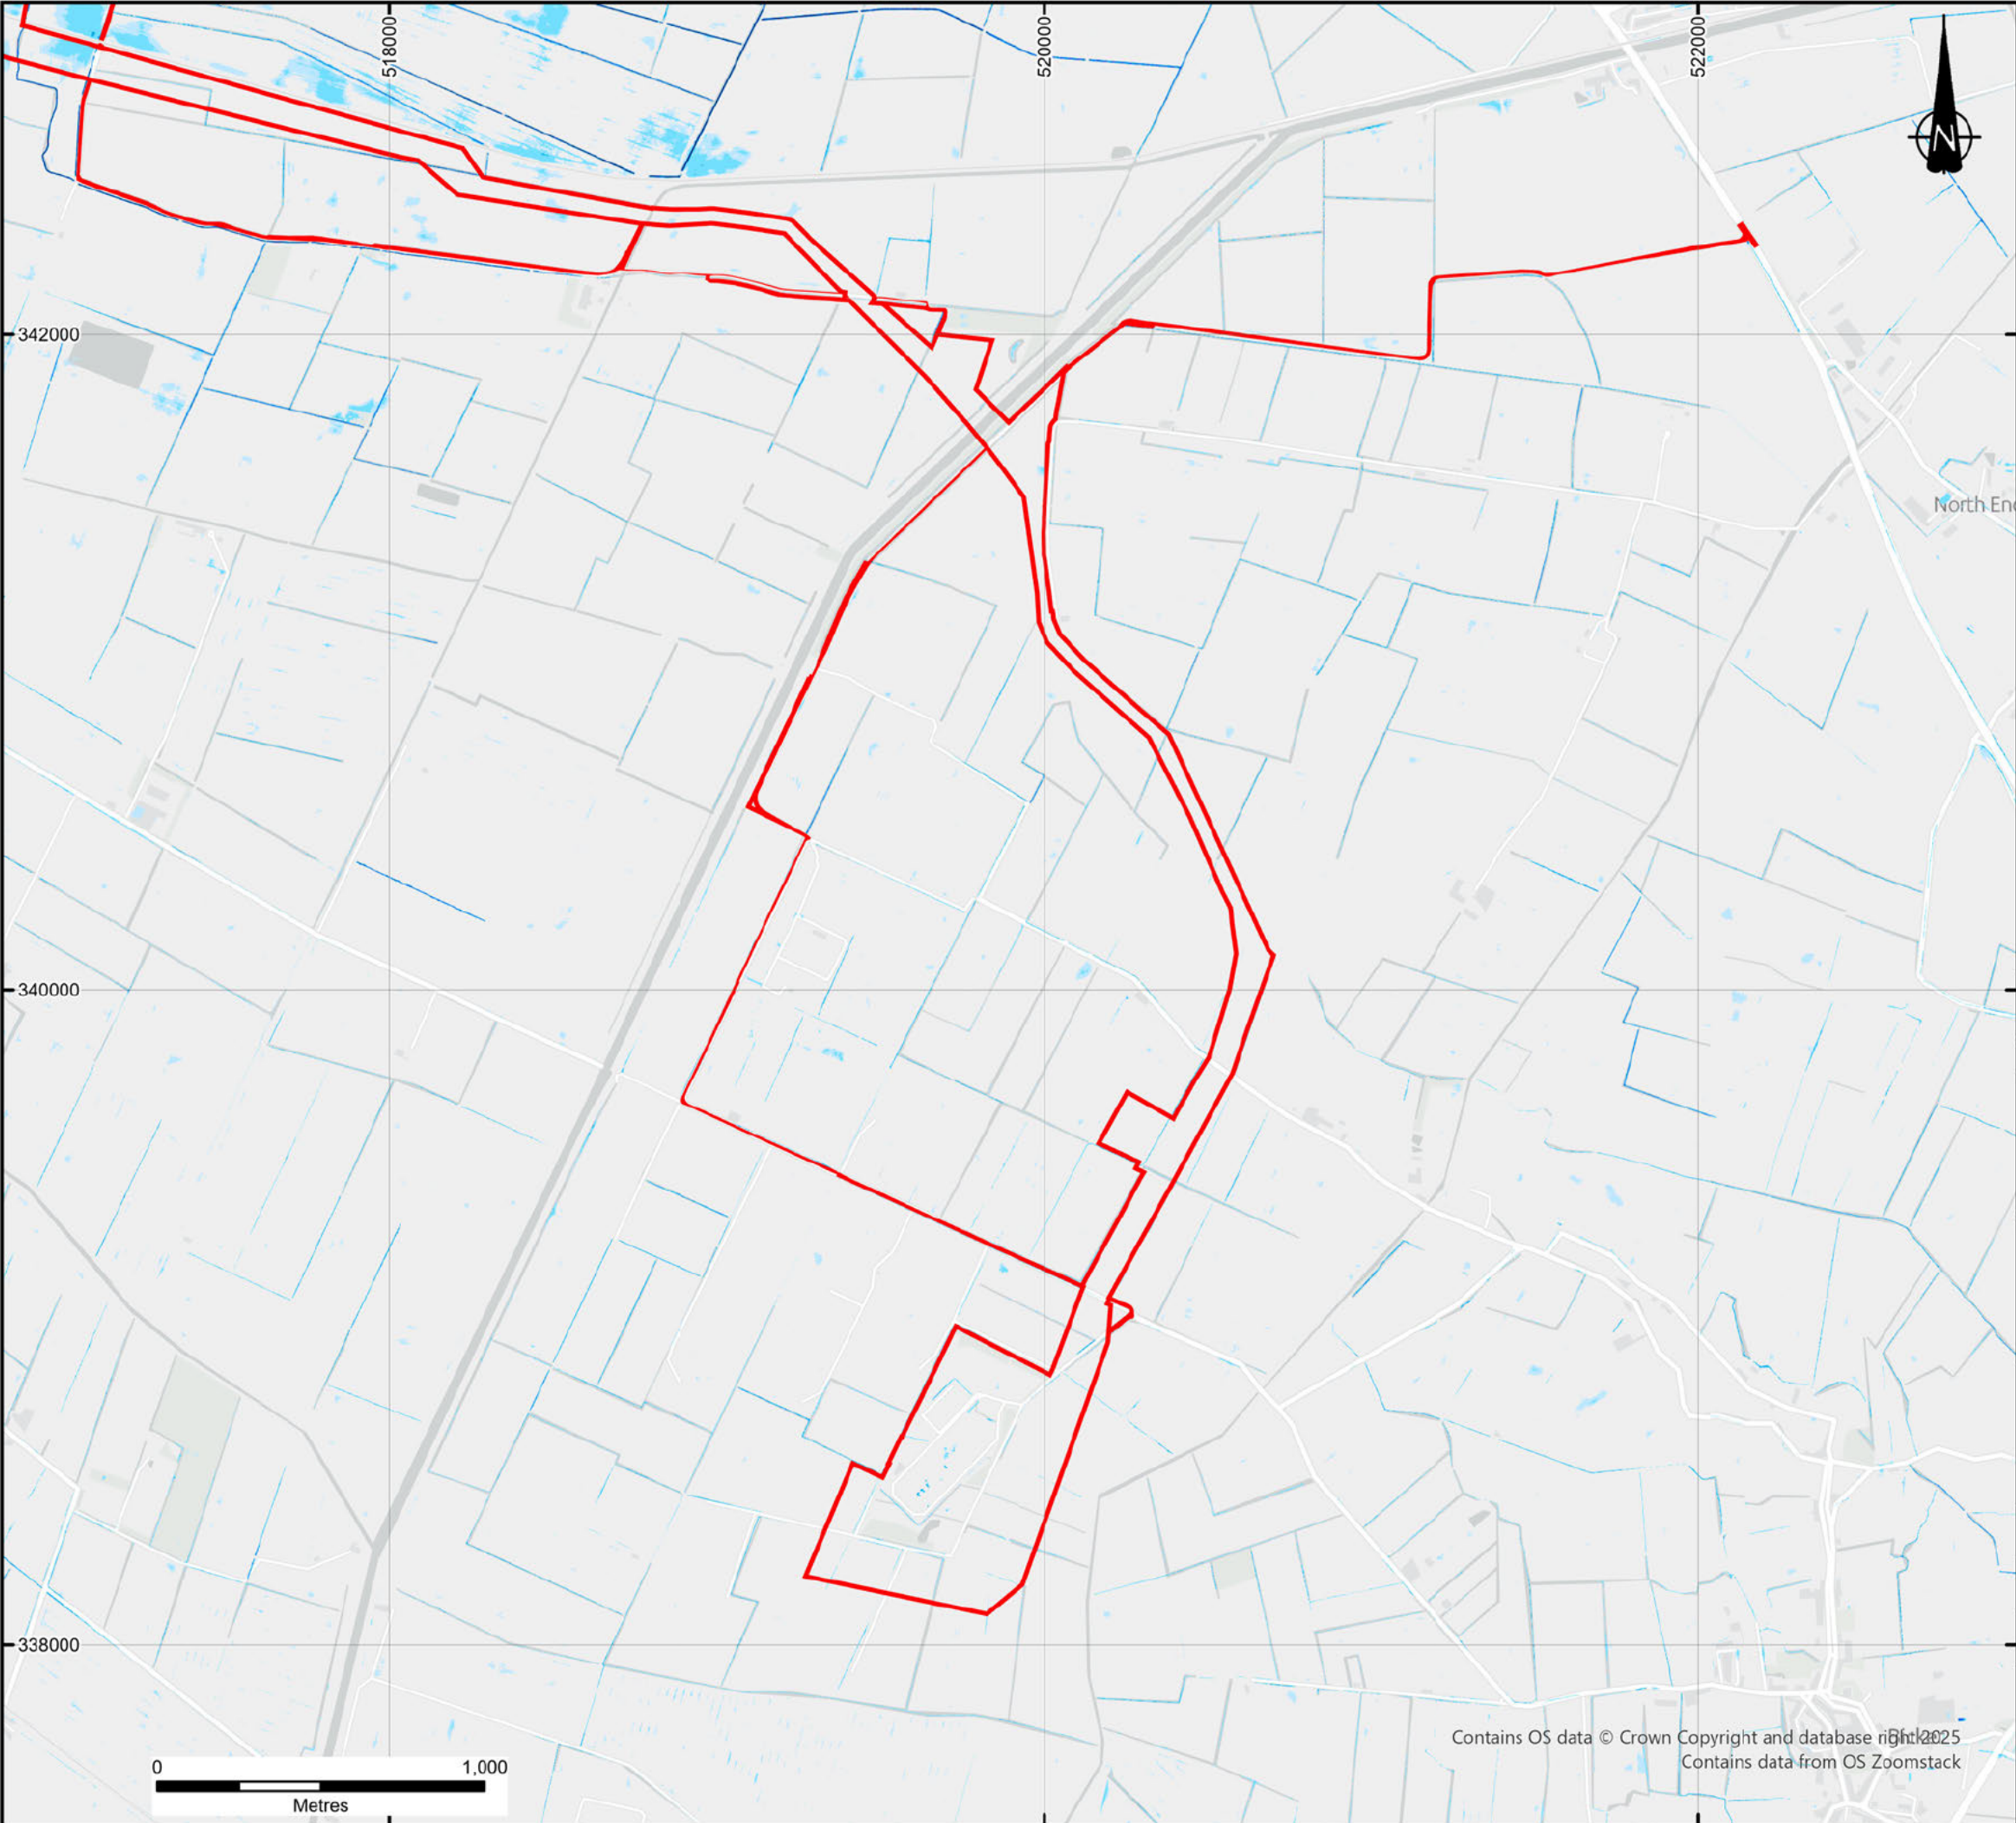 518000
520000
522000
N
342000
North End
340000
338000
Contains OS data © Crown Copyright and database right 2025
Contains data from OS Zoomstack
0 1,000
Metres